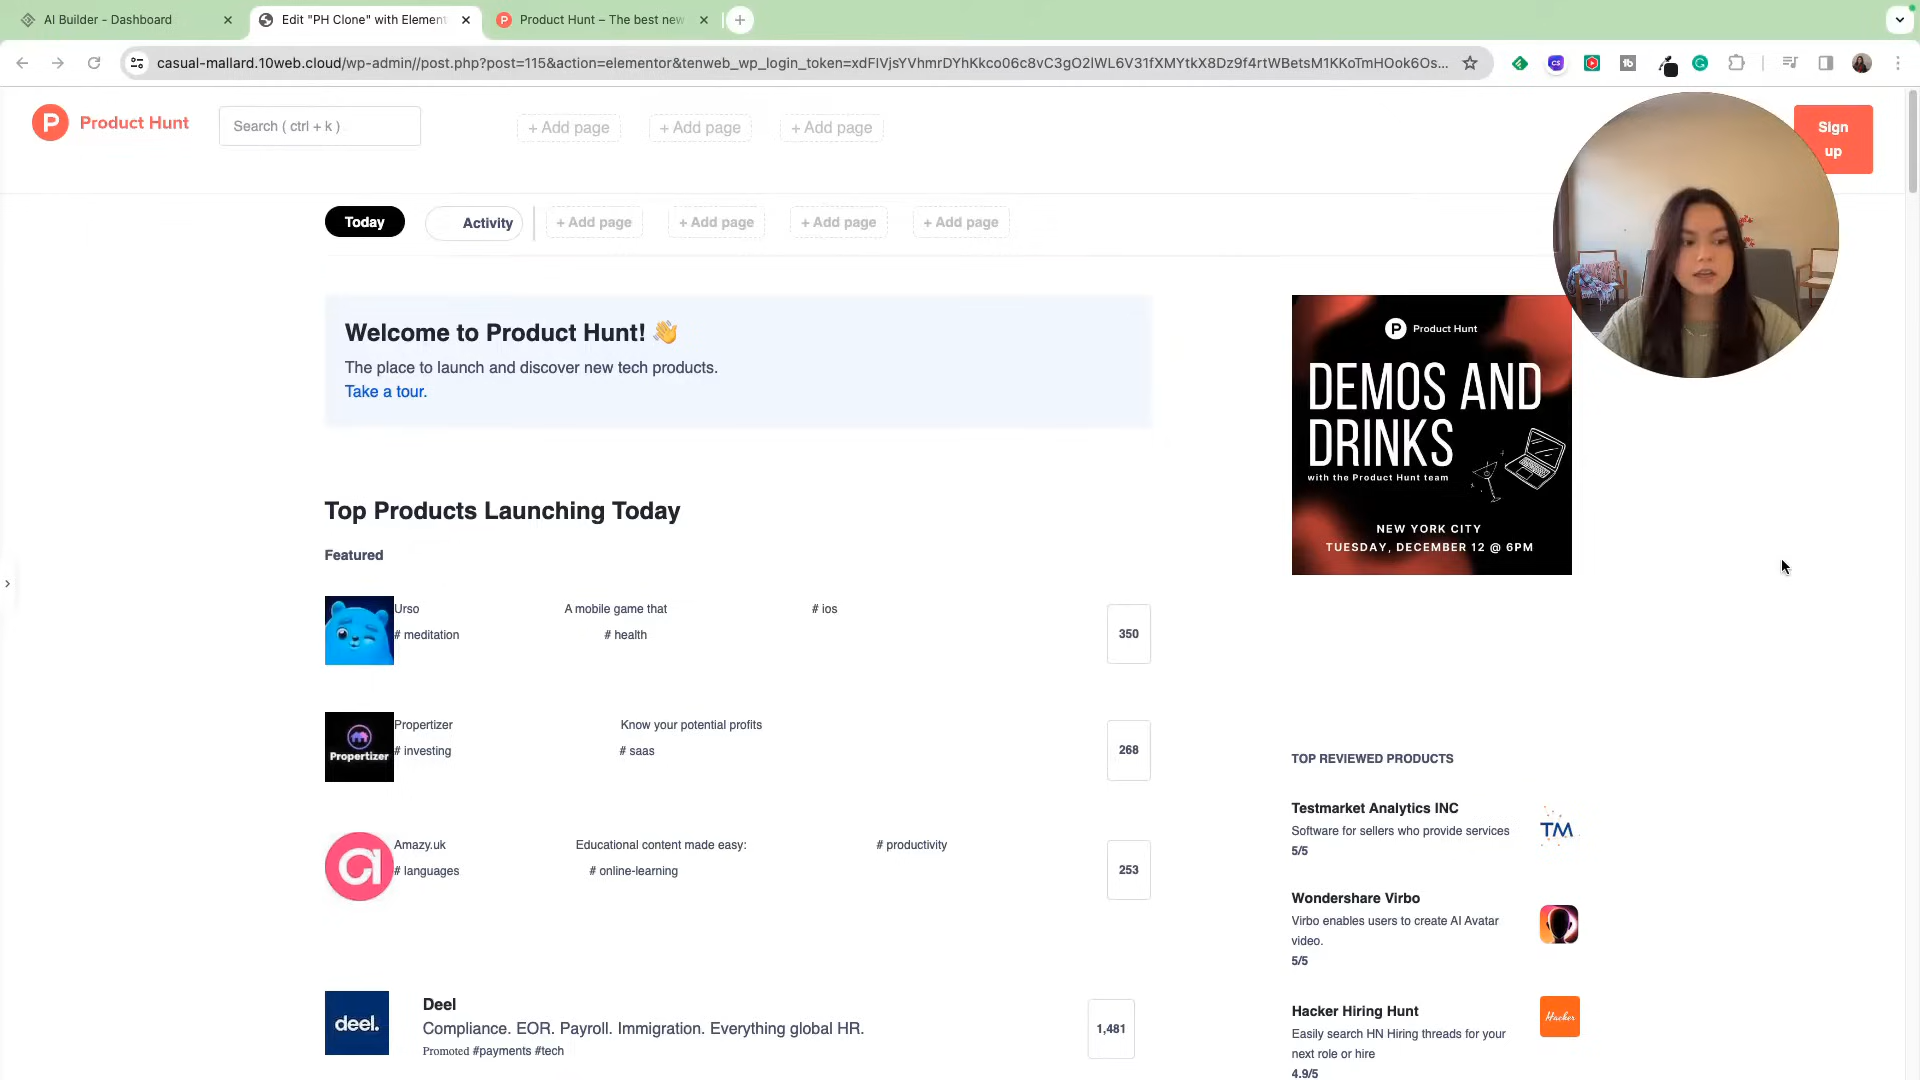 AI Builder - Dashboard
Edit "PH Clone" with Element
Product Hunt – The best new
casual-mallard.10web.cloud/wp-admin//post.php?post=115&action=elementor&tenweb_wp_login_token=xdFlVjsYVhmrDYhKkco06c8vC3gO2lWL6V31fXMYtkX8Dz9f4rtWBetsM1KKoTmHOok6Os...
P Product Hunt
Search ( ctrl + k )
+ Add page
+ Add page
+ Add page
Sign
up
Today
Activity
+ Add page
+ Add page
+ Add page
+ Add page
Welcome to Product Hunt! 👋
The place to launch and discover new tech products.
Take a tour.
P Product Hunt
DEMOS AND
DRINKS
with the Product Hunt team
NEW YORK CITY
TUESDAY, DECEMBER 12 @ 6PM
Top Products Launching Today
Featured
Urso
A mobile game that
# ios
# meditation
# health
350
Propertizer
Propertizer
Know your potential profits
# investing
# saas
268
Amazy.uk
Educational content made easy:
# productivity
# languages
# online-learning
253
deel.
Deel
Compliance. EOR. Payroll. Immigration. Everything global HR.
Promoted #payments #tech
1,481
TOP REVIEWED PRODUCTS
Testmarket Analytics INC
Software for sellers who provide services
5/5
TM
Wondershare Virbo
Virbo enables users to create AI Avatar
video.
5/5
Hacker Hiring Hunt
Easily search HN Hiring threads for your
next role or hire
4.9/5
Hacker